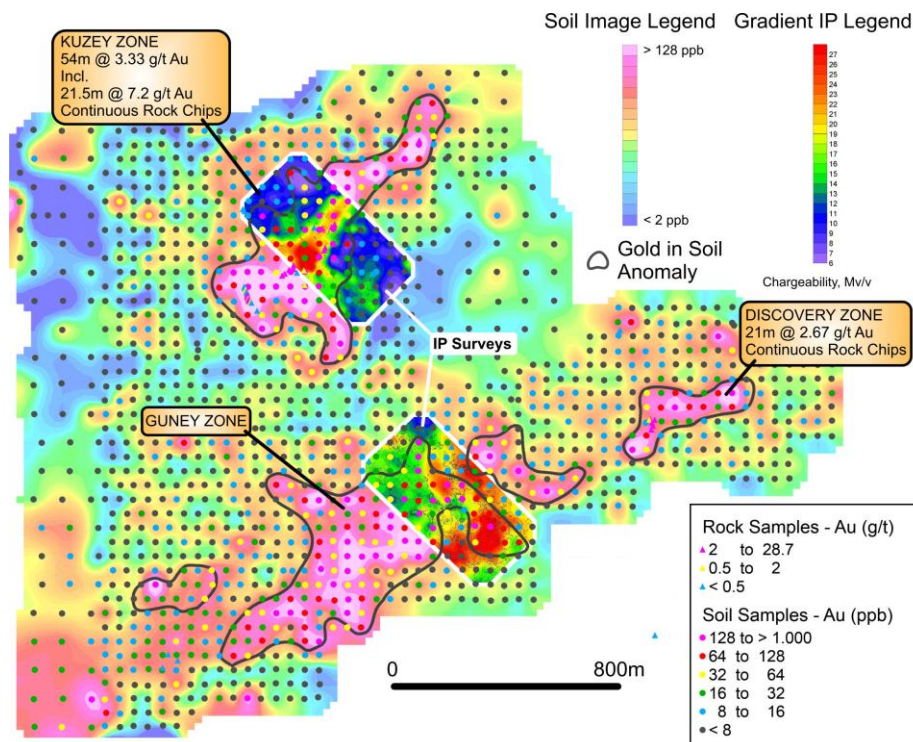 KUZEY ZONE
54m @ 3.33 g/t Au
Incl.
21.5m @ 7.2 g/t Au
Continuous Rock Chips
Soil Image Legend
> 128 ppb
< 2 ppb
Gold in Soil
Anomaly
Gradient IP Legend
27
26
25
24
23
22
21
20
19
18
17
16
15
14
13
12
11
10
9
8
7
6
Chargeability, Mv/v
IP Surveys
DISCOVERY ZONE
21m @ 2.67 g/t Au
Continuous Rock Chips
GUNEY ZONE
0 800m
Rock Samples - Au (g/t)
2 to 28.7
0.5 to 2
< 0.5
Soil Samples - Au (ppb)
128 to > 1.000
64 to 128
32 to 64
16 to 32
8 to 16
< 8